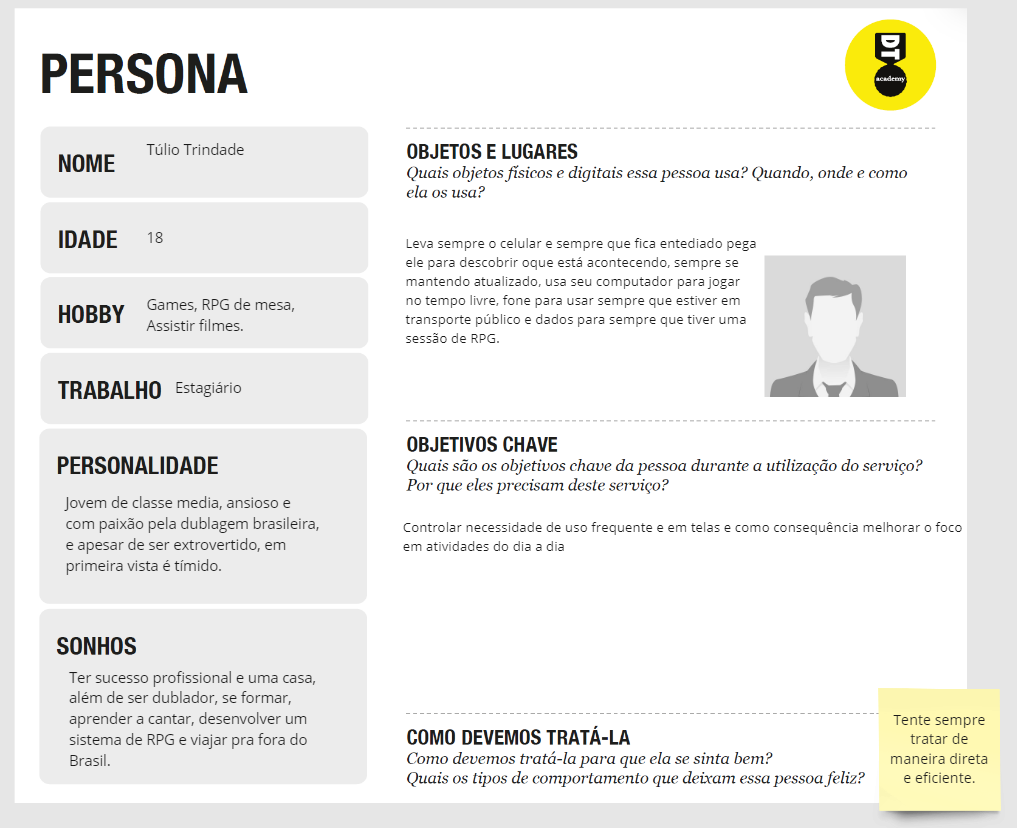 PERSONA
DT
academy
NOME
Túlio Trindade
IDADE
18
HOBBY
Games, RPG de mesa,
Assistir filmes.
TRABALHO
Estagiário
PERSONALIDADE
Jovem de classe media, ansioso e
com paixão pela dublagem brasileira,
e apesar de ser extrovertido, em
primeira vista é tímido.
SONHOS
Ter sucesso profissional e uma casa,
além de ser dublador, se formar,
aprender a cantar, desenvolver um
sistema de RPG e viajar pra fora do
Brasil.
OBJETOS E LUGARES
Quais objetos físicos e digitais essa pessoa usa? Quando, onde e como
ela os usa?
Leva sempre o celular e sempre que fica entediado pega
ele para descobrir oque está acontecendo, sempre se
mantendo atualizado, usa seu computador para jogar
no tempo livre, fone para usar sempre que estiver em
transporte público e dados para sempre que tiver uma
sessão de RPG.
OBJETIVOS CHAVE
Quais são os objetivos chave da pessoa durante a utilização do serviço?
Por que eles precisam deste serviço?
Controlar necessidade de uso frequente e em telas e como consequência melhorar o foco
em atividades do dia a dia
COMO DEVEMOS TRATÁ-LA
Como devemos tratá-la para que ela se sinta bem?
Quais os tipos de comportamento que deixam essa pessoa feliz?
Tente sempre
tratar de
maneira direta
e eficiente.